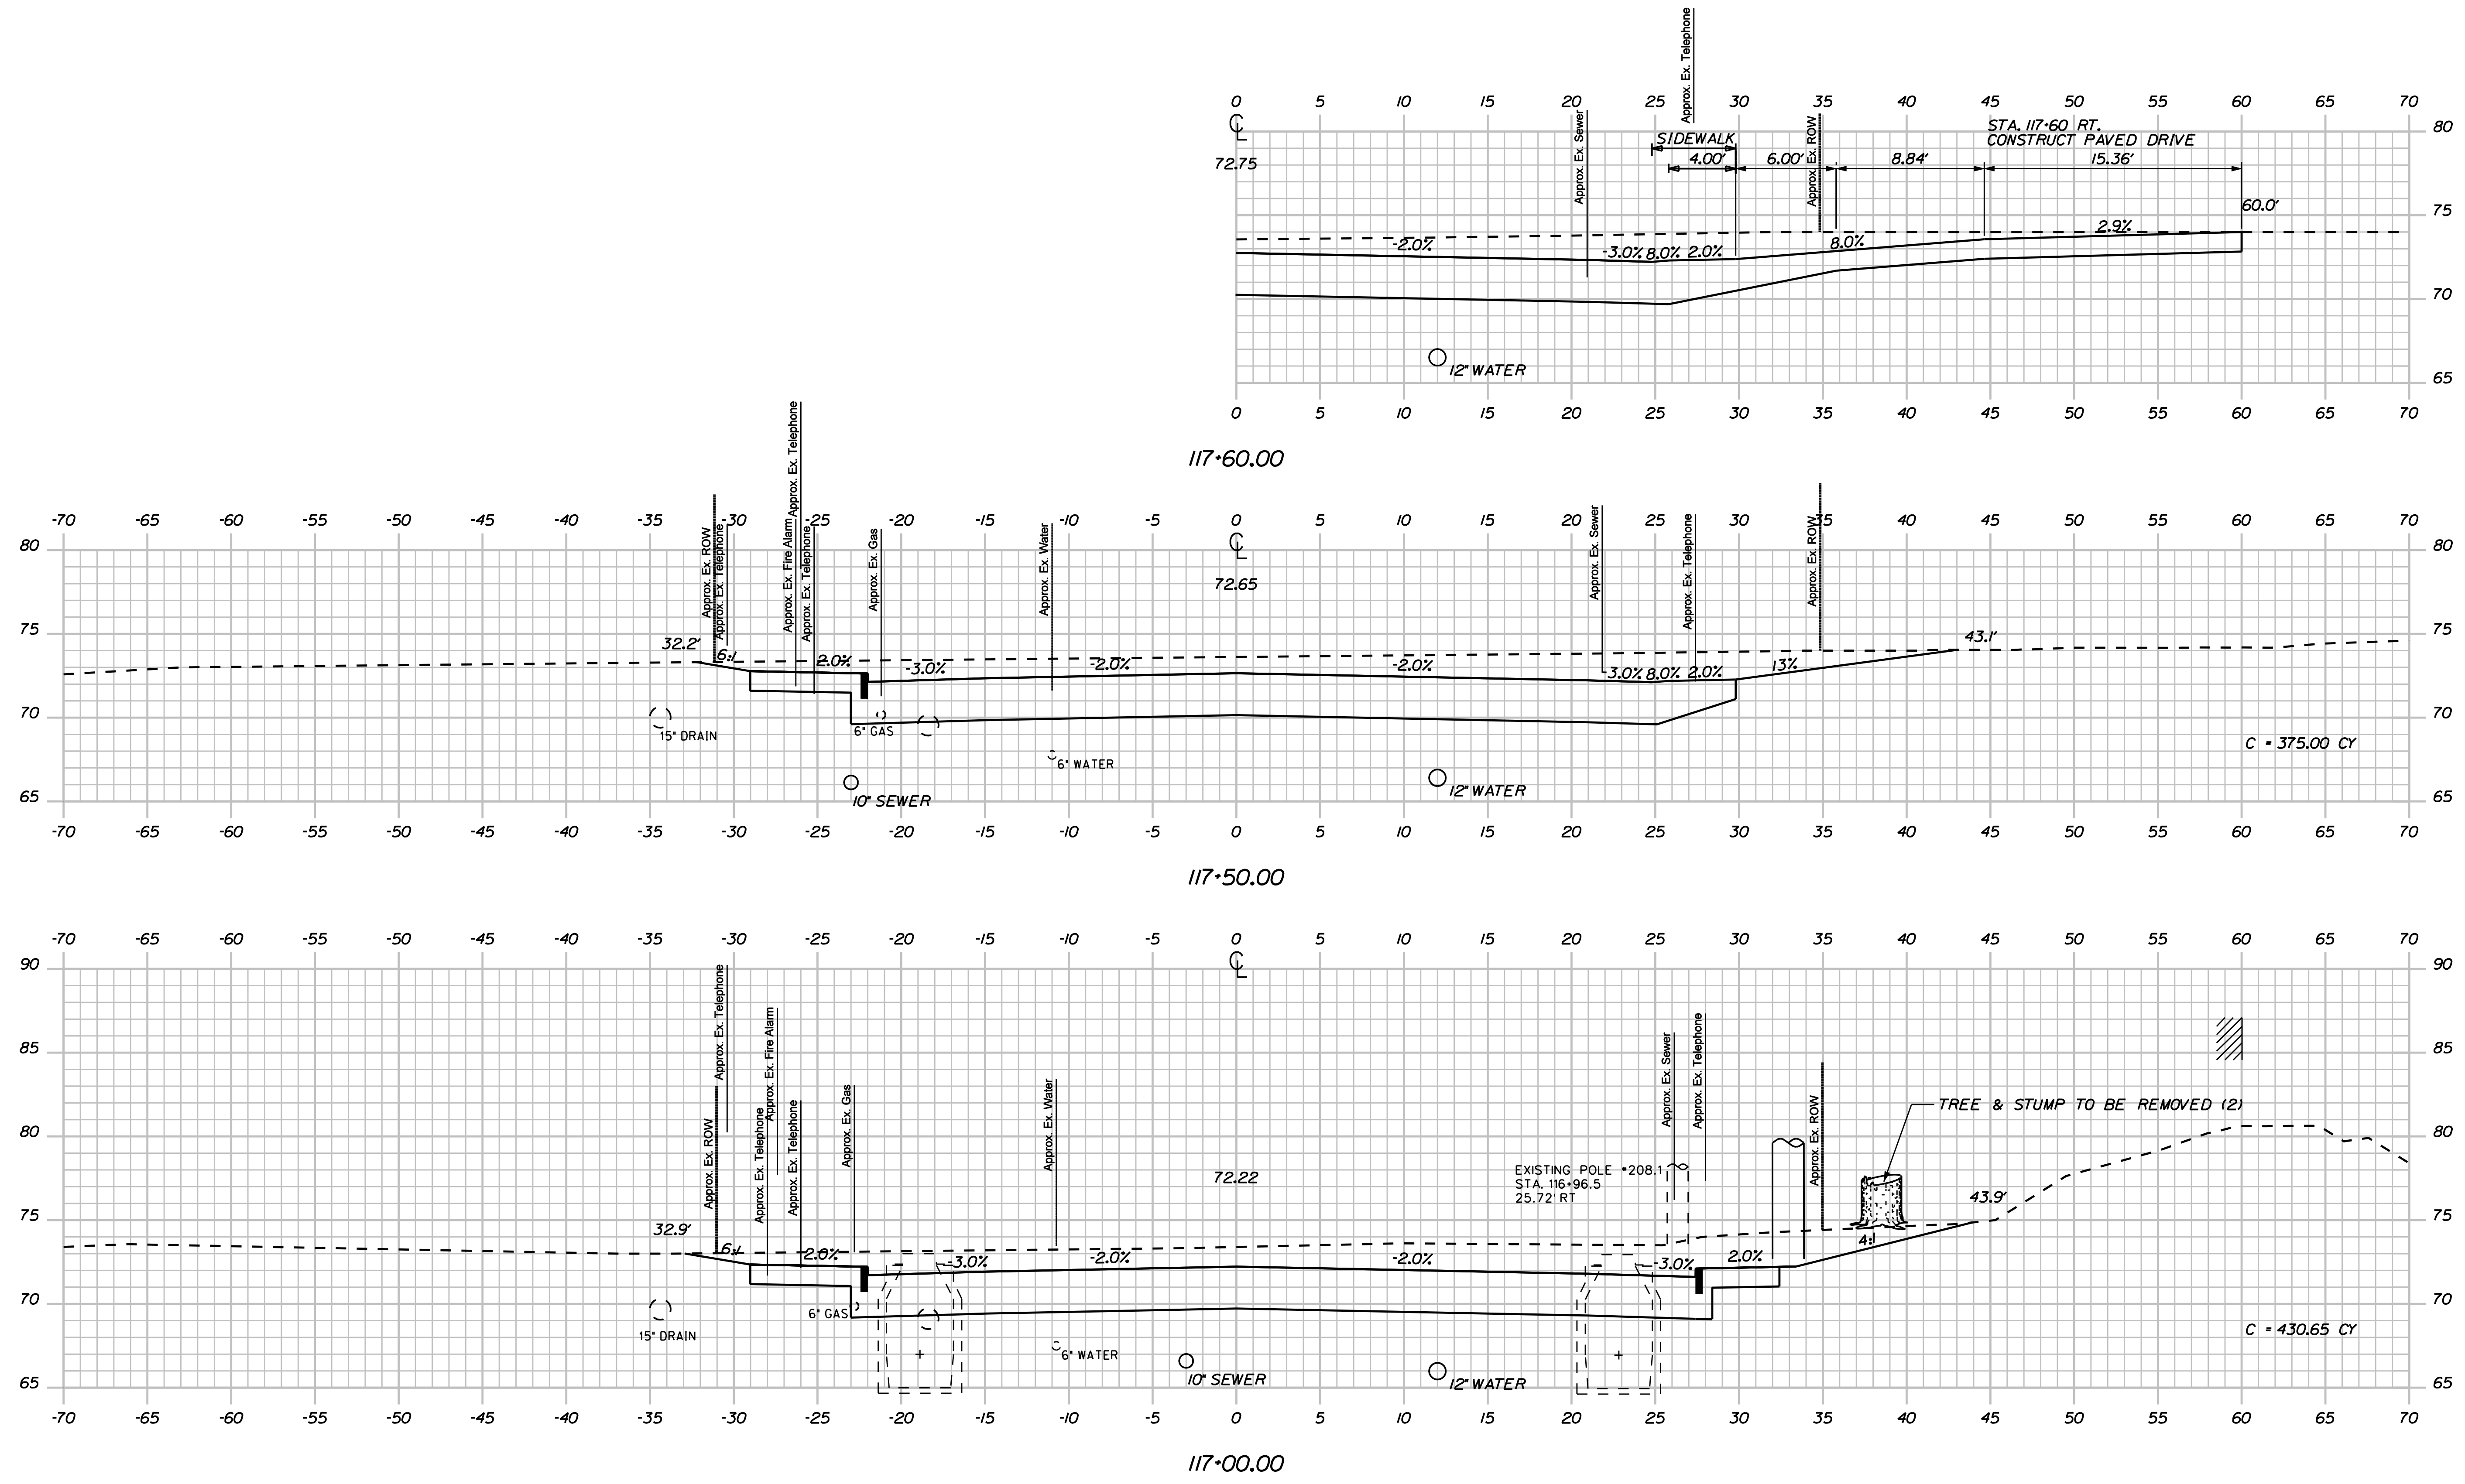 Approx. Ex. Telephone
0 5 10 15 20 25 30 35 40 45 50 55 60 65 70
℄
72.75
Approx. Ex. Sewer
SIDEWALK
Approx. Ex. ROW
STA. 117+60 RT.
CONSTRUCT PAVED DRIVE
80 
4.00' 6.00' 8.84' 15.36'
60.0'
75
-2.0% -3.0% 8.0% 2.0% 8.0% 2.9%
70
12" WATER
65
0 5 10 15 20 25 30 35 40 45 50 55 60 65 70
117+60.00
-70 -65 -60 -55 -50 -45 -40 -35 -30 -25 -20 -15 -10 -5 0 5 10 15 20 25 30 35 40 45 50 55 60 65 70
80 80
℄
72.65
Approx. Ex. ROW
Approx. Ex. Telephone
Approx. Ex. Fire Alarm
Approx. Ex. Telephone
Approx. Ex. Telephone
Approx. Ex. Gas
Approx. Ex. Water
Approx. Ex. Sewer
Approx. Ex. Telephone
Approx. Ex. ROW
75 75
32.2' 43.1'
6:1 2.0% -3.0% -2.0% -2.0% -3.0% 8.0% 2.0% 13%
70 70
15" DRAIN
6" GAS
6" WATER
C = 375.00 CY
10" SEWER
12" WATER
65 65
-70 -65 -60 -55 -50 -45 -40 -35 -30 -25 -20 -15 -10 -5 0 5 10 15 20 25 30 35 40 45 50 55 60 65 70
117+50.00
-70 -65 -60 -55 -50 -45 -40 -35 -30 -25 -20 -15 -10 -5 0 5 10 15 20 25 30 35 40 45 50 55 60 65 70
90 90
℄
85 85
Approx. Ex. ROW
Approx. Ex. Telephone
Approx. Ex. Telephone
Approx. Ex. Fire Alarm
Approx. Ex. Telephone
Approx. Ex. Gas
Approx. Ex. Water
Approx. Ex. Sewer
Approx. Ex. Telephone
Approx. Ex. ROW
TREE & STUMP TO BE REMOVED (2)
80 80
72.22
EXISTING POLE #208.1
STA. 116+96.5
25.72' RT
75 75
32.9' 43.9'
6:1 2.0% -3.0% -2.0% -2.0% -3.0% 2.0% 4:1
70 70
15" DRAIN
6" GAS
6" WATER
C = 430.65 CY
10" SEWER
12" WATER
65 65
-70 -65 -60 -55 -50 -45 -40 -35 -30 -25 -20 -15 -10 -5 0 5 10 15 20 25 30 35 40 45 50 55 60 65 70
117+00.00